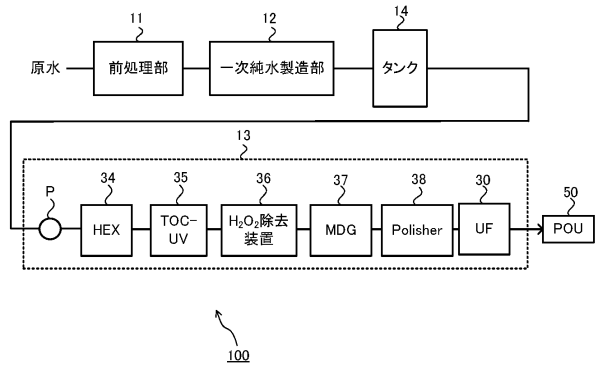 11
12
14
原水
前処理部
一次純水製造部
タンク
13
P
34
35
36
37
38
30
50
HEX
TOC-
UV
H₂O₂除去
装置
MDG
Polisher
UF
POU
100